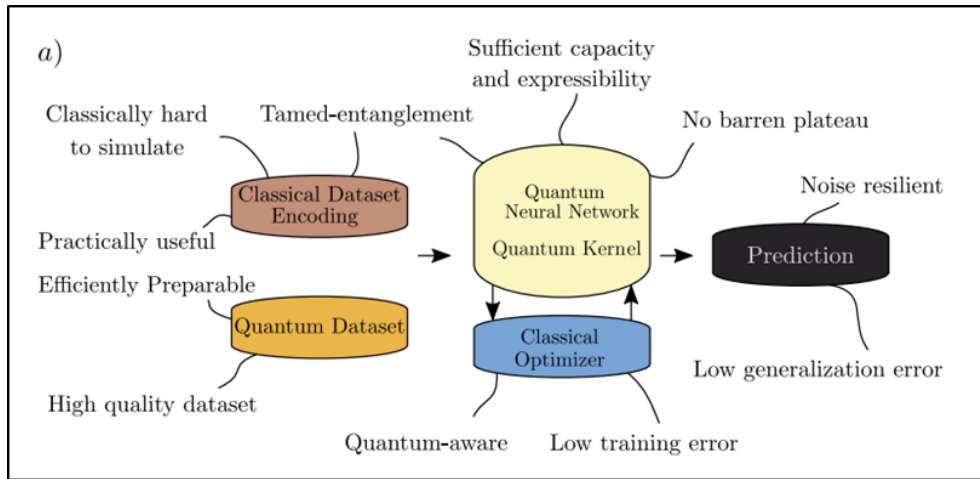 a)
Sufficient capacity
and expressibility
Classically hard
to simulate
Tamed-entanglement
No barren plateau
Classical Dataset
Encoding
Quantum
Neural Network
Quantum Kernel
Noise resilient
Prediction
Practically useful
Efficiently Preparable
Quantum Dataset
Classical
Optimizer
Low generalization error
High quality dataset
Quantum-aware
Low training error